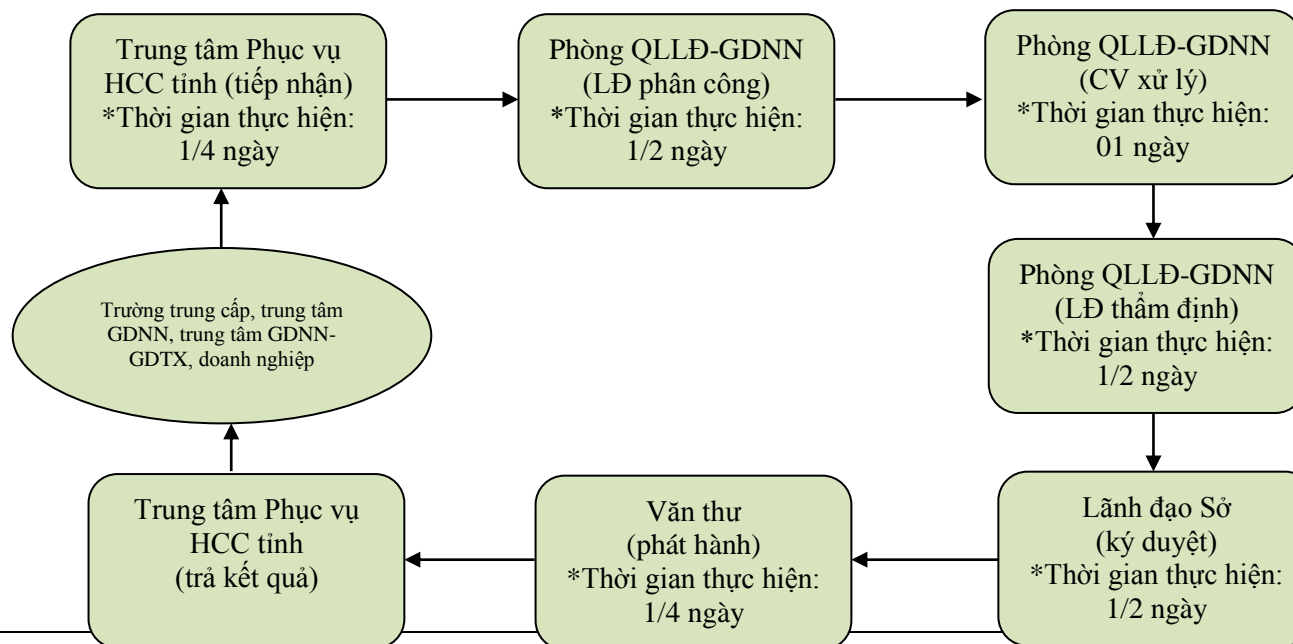 Trung tâm Phục vụ
HCC tỉnh (tiếp nhận)
*Thời gian thực hiện:
1/4 ngày
Phòng QLLĐ-GDNN
(LĐ phân công)
*Thời gian thực hiện:
1/2 ngày
Phòng QLLĐ-GDNN
(CV xử lý)
*Thời gian thực hiện:
01 ngày
Phòng QLLĐ-GDNN
(LĐ thẩm định)
*Thời gian thực hiện:
1/2 ngày
Lãnh đạo Sở
(ký duyệt)
*Thời gian thực hiện:
1/2 ngày
Văn thư
(phát hành)
*Thời gian thực hiện:
1/4 ngày
Trung tâm Phục vụ
HCC tỉnh
(trả kết quả)
Trường trung cấp, trung tâm
GDNN, trung tâm GDNN-
GDTX, doanh nghiệp